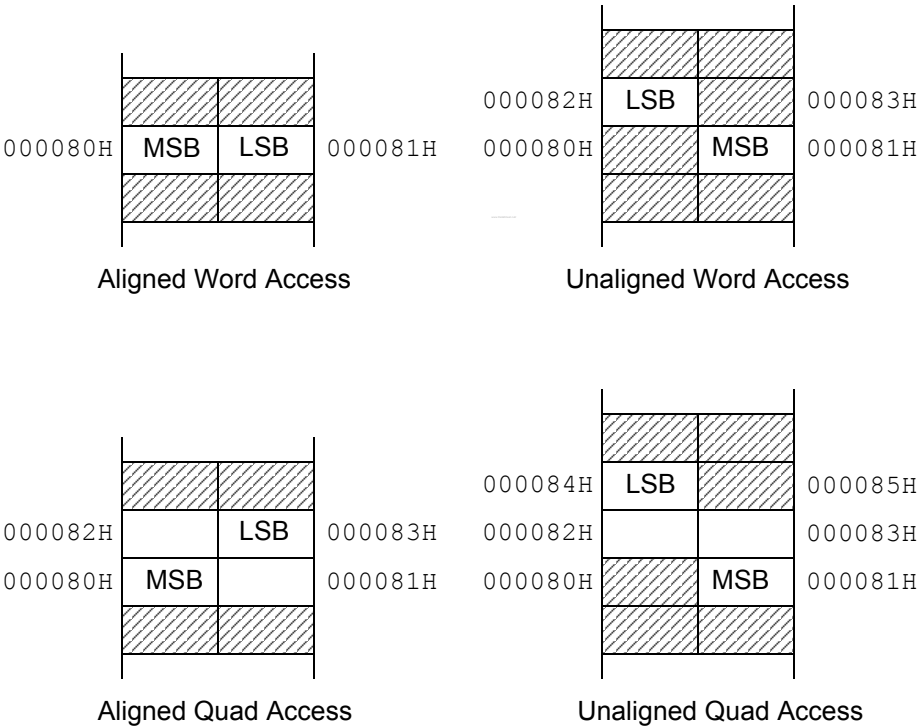 000080H MSB LSB 000081H
Aligned Word Access
000082H LSB 000083H
000080H MSB 000081H
Unaligned Word Access
000082H LSB 000083H
000080H MSB 000081H
Aligned Quad Access
000084H LSB 000085H
000082H 000083H
000080H MSB 000081H
Unaligned Quad Access